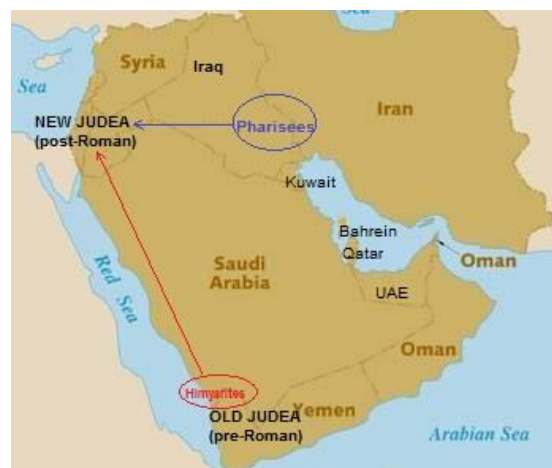 Sea
Syria
Iraq
Sea
Iran
NEW JUDEA
(post-Roman)
Pharisees
Kuwait
Bahrein
Qatar
Red Sea
Saudi
Arabia
Oman
UAE
Oman
Himyarites
OLD JUDEA
(pre-Roman)
Yemen
Arabian Sea